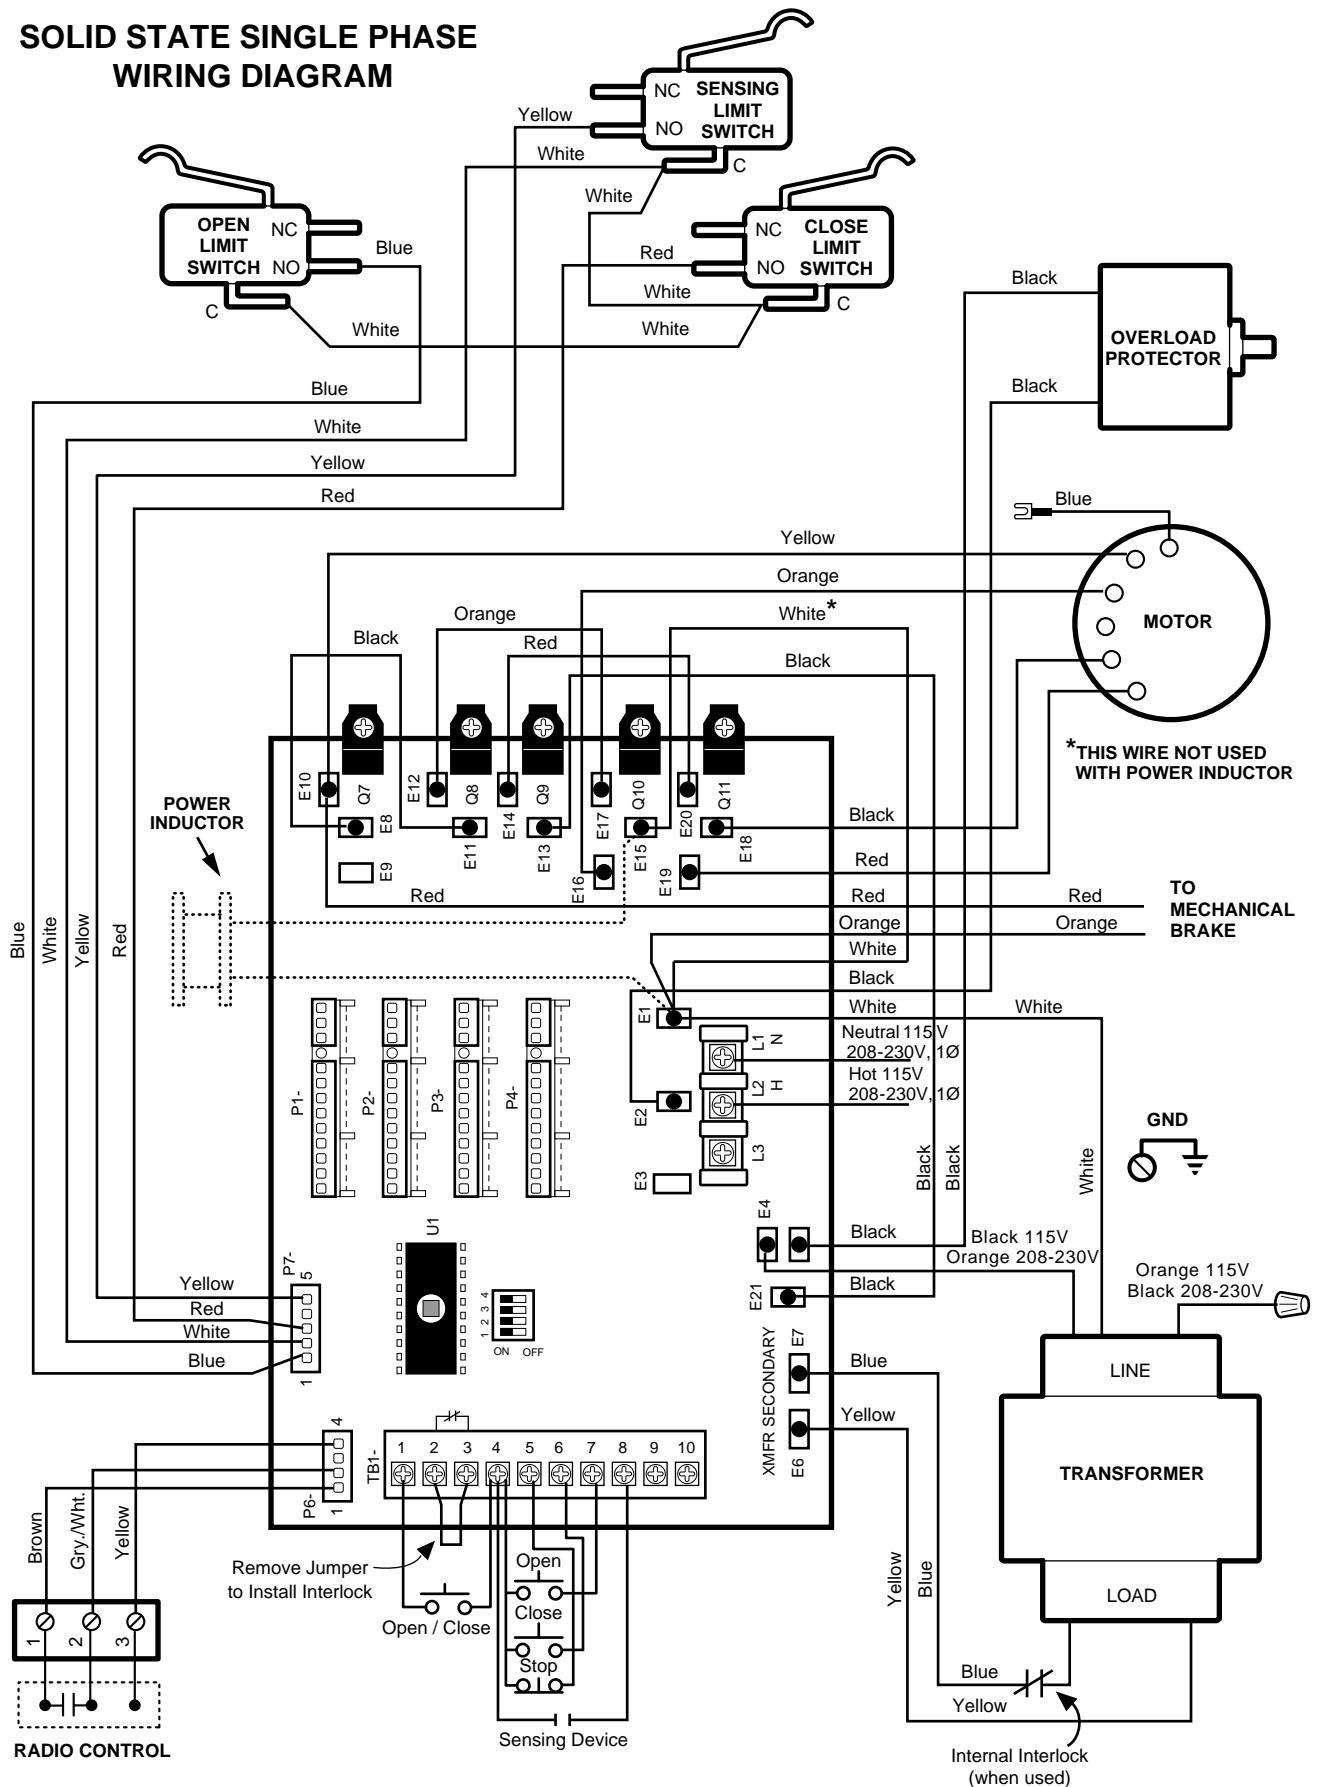 SOLID STATE SINGLE PHASE
WIRING DIAGRAM
NC
SENSING
LIMIT
SWITCH
NO
C
Yellow
White
White
OPEN
LIMIT
SWITCH
NC
NO
C
Blue
CLOSE
LIMIT
SWITCH
NC
NO
C
Red
White
White
White
Black
OVERLOAD
PROTECTOR
Black
Blue
White
Yellow
Red
Blue
Yellow
Orange
White*
MOTOR
Black
Orange
Red
Black
*THIS WIRE NOT USED
WITH POWER INDUCTOR
POWER
INDUCTOR
E10
Q7
E12
Q8
E14
Q9
E17
Q10
E20
Q11
E8
E11
E13
E15
E18
E9
E16
E19
Black
Red
Red
Red
Red
TO
MECHANICAL
BRAKE
Orange
Orange
White
Black
White
White
Blue
White
Yellow
Red
E1
L1
N
Neutral 115 V
208-230V, 1Ø
L2
H
Hot 115V
208-230V, 1Ø
L3
E2
E3
P1-
P2-
P3-
P4-
GND
Black
Black
White
E4
Black
Black 115V
Orange 208-230V
E21
Black
Orange 115V
Black 208-230V
U1
P7-
5
1
Yellow
Red
White
Blue
1 2 3 4
ON OFF
XMFR SECONDARY
E7
E6
Blue
Yellow
LINE
TRANSFORMER
LOAD
P6-
4
1
TB1-
1 2 3 4 5 6 7 8 9 10
Brown
Gry./Wht.
Yellow
Remove Jumper
to Install Interlock
Open / Close
Open
Close
Stop
Sensing Device
Yellow
Blue
1
2
3
RADIO CONTROL
Blue
Yellow
Internal Interlock
(when used)